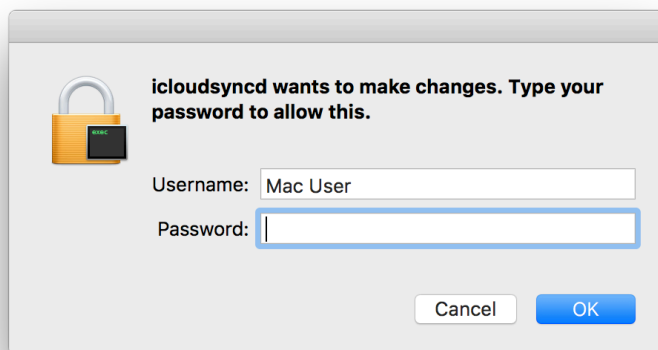 icloudsyncd wants to make changes. Type your
password to allow this.
exec
Username: Mac User
Password:
Cancel OK